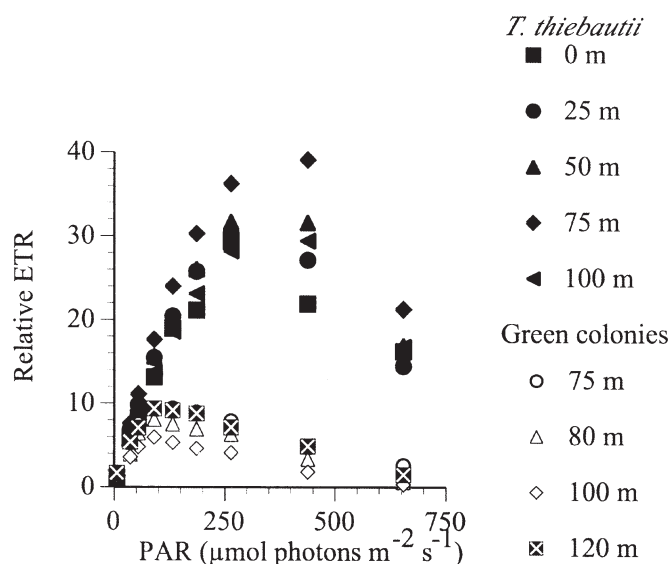 T. thiebautii
0 m
25 m
50 m
75 m
100 m
Green colonies
75 m
80 m
100 m
120 m
Relative ETR
40
30
20
10
0
0 250 500 750
PAR (μmol photons m⁻² s⁻¹)